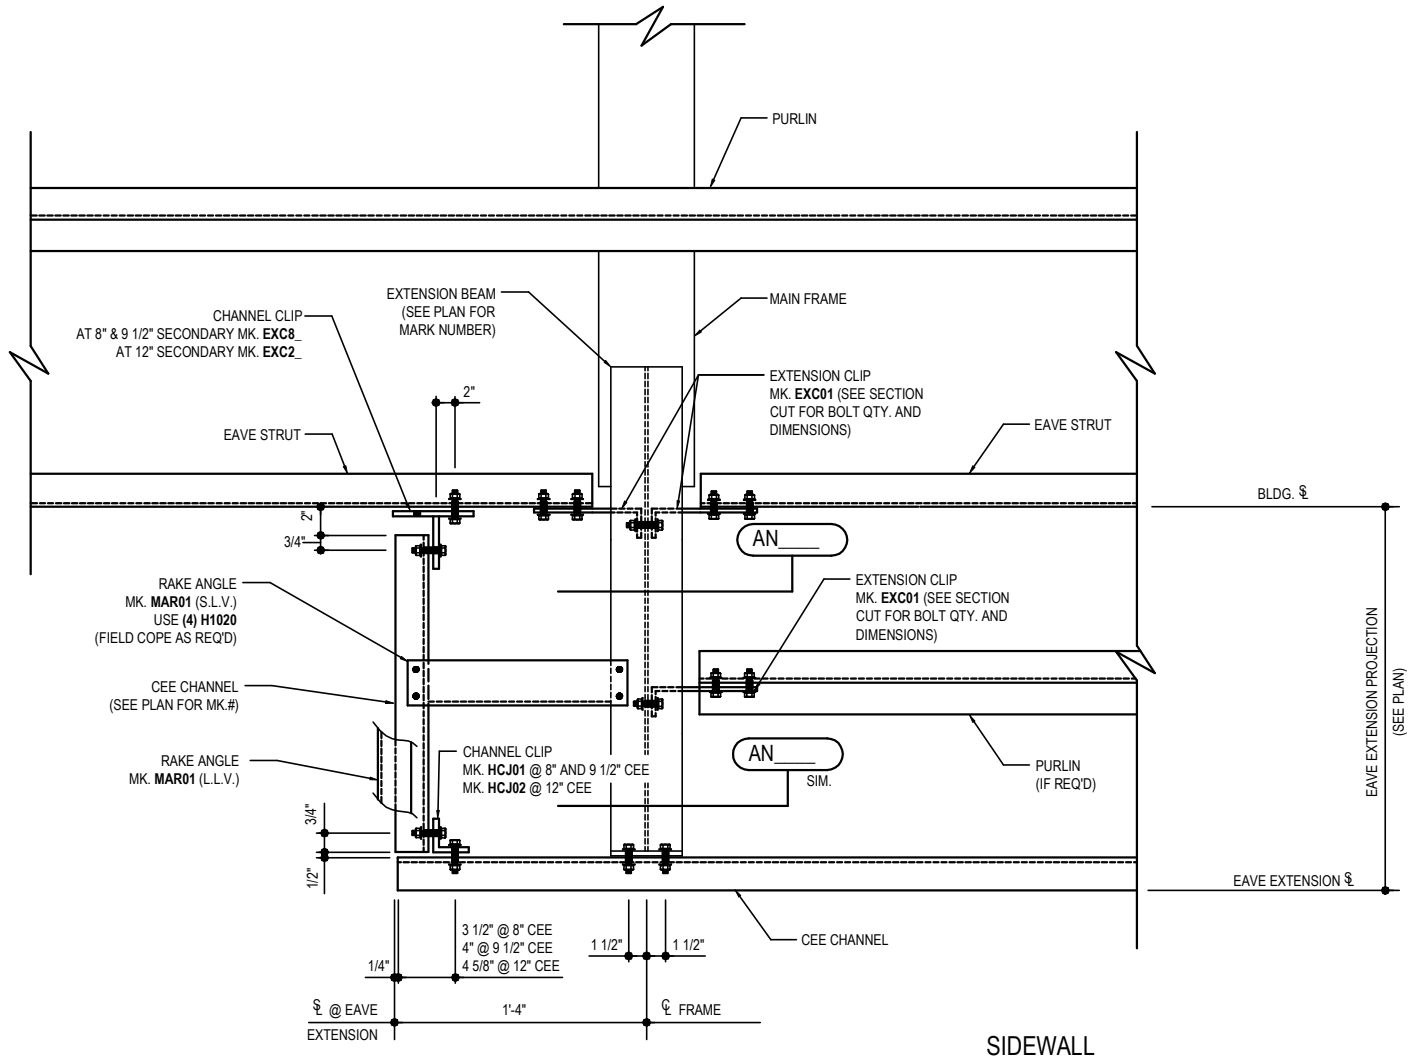 PURLIN
EXTENSION BEAM
(SEE PLAN FOR
MARK NUMBER)
MAIN FRAME
CHANNEL CLIP
AT 8" & 9 1/2" SECONDARY MK. EXC8_
AT 12" SECONDARY MK. EXC2_
EXTENSION CLIP
MK. EXC01 (SEE SECTION
CUT FOR BOLT QTY. AND
DIMENSIONS)
2"
EAVE STRUT
EAVE STRUT
BLDG. SL
2"
3/4"
AN____
RAKE ANGLE
MK. MAR01 (S.L.V.)
USE (4) H1020
(FIELD COPE AS REQ'D)
EXTENSION CLIP
MK. EXC01 (SEE SECTION
CUT FOR BOLT QTY. AND
DIMENSIONS)
EAVE EXTENSION PROJECTION
(SEE PLAN)
CEE CHANNEL
(SEE PLAN FOR MK.#)
RAKE ANGLE
MK. MAR01 (L.L.V.)
CHANNEL CLIP
MK. HCJ01 @ 8" AND 9 1/2" CEE
MK. HCJ02 @ 12" CEE
AN____
SIM.
PURLIN
(IF REQ'D)
3/4"
1/2"
EAVE EXTENSION SL
CEE CHANNEL
3 1/2" @ 8" CEE
4" @ 9 1/2" CEE
4 5/8" @ 12" CEE
1/4"
1 1/2"
1 1/2"
SL @ EAVE
EXTENSION
1'-4"
CL FRAME
SIDEWALL